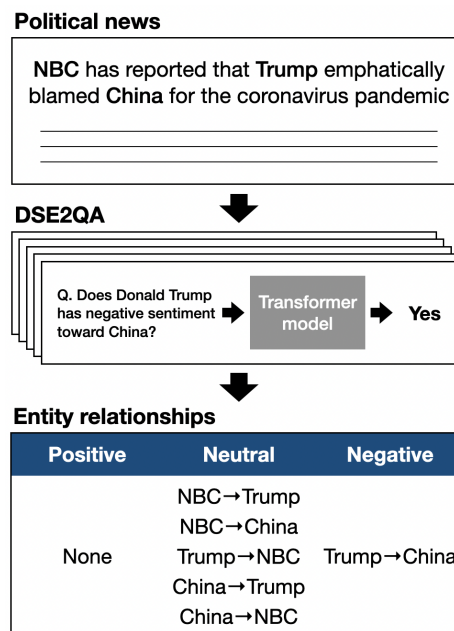 Political news
NBC has reported that Trump emphatically
blamed China for the coronavirus pandemic
DSE2QA
Q. Does Donald Trump
has negative sentiment
toward China?
Transformer
model
Yes
Entity relationships
Positive Neutral Negative
NBC→Trump
NBC→China
None Trump→NBC Trump→China
China→Trump
China→NBC